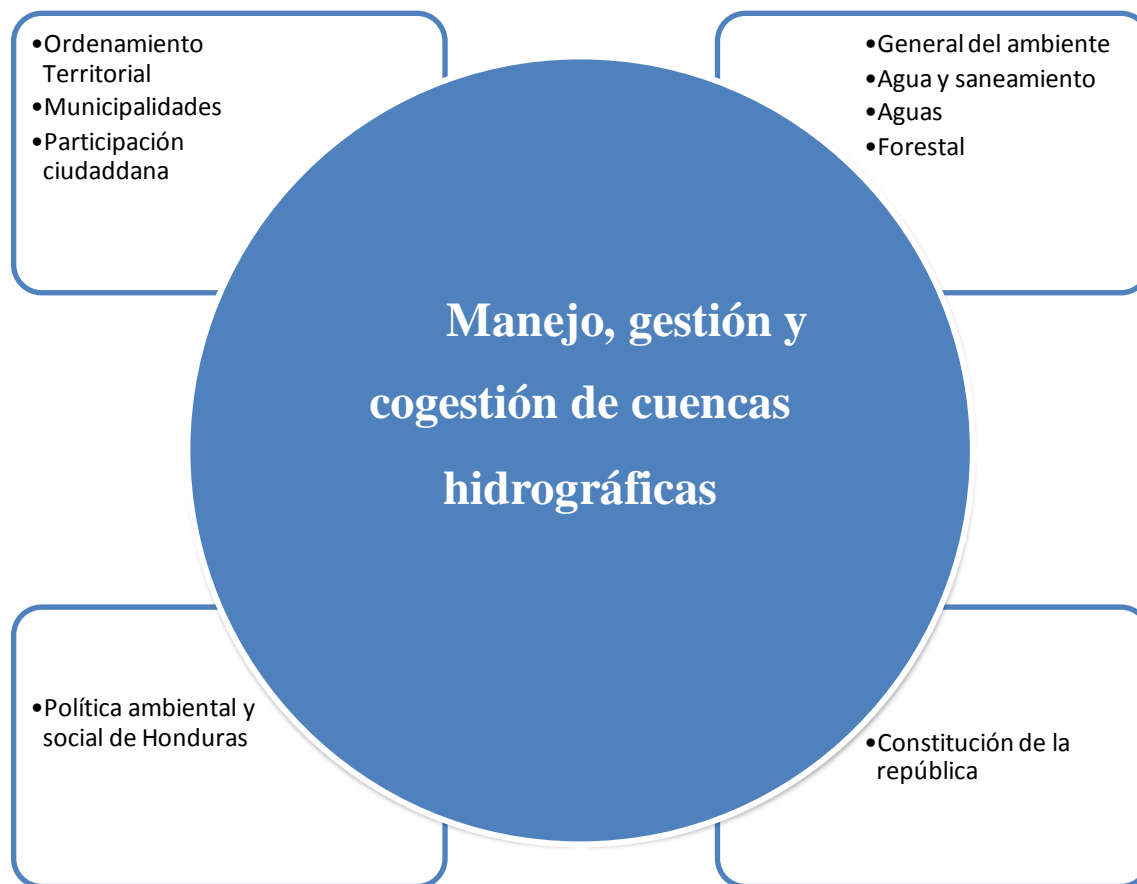 •Ordenamiento
Territorial
•Municipalidades
•Participación
ciudaddana
•General del ambiente
•Agua y saneamiento
•Aguas
•Forestal
Manejo, gestión y
cogestión de cuencas
hidrográficas
•Política ambiental y
social de Honduras
•Constitución de la
república